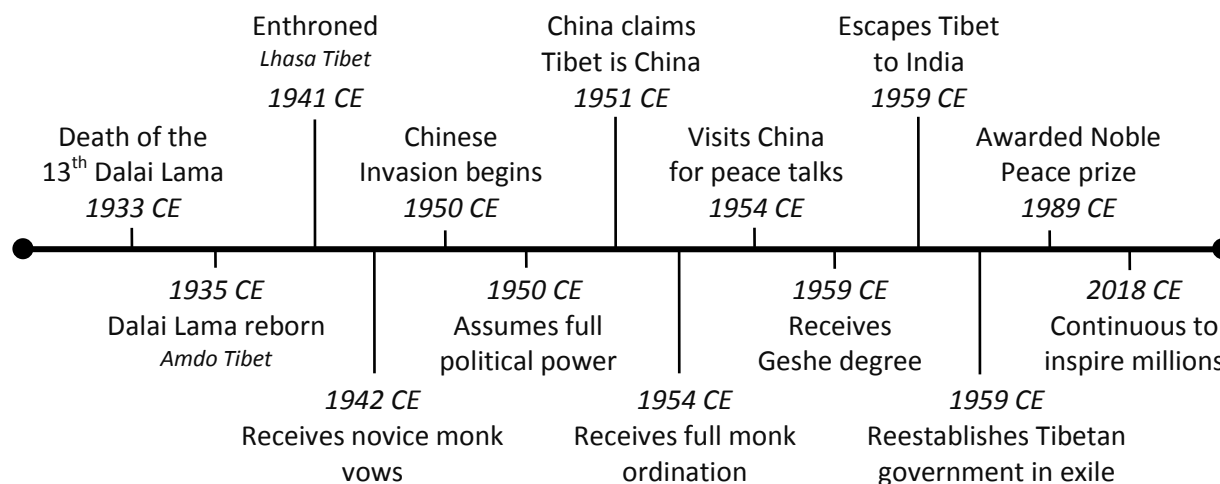 Enthroned
Lhasa Tibet
1941 CE
China claims
Tibet is China
1951 CE
Escapes Tibet
to India
1959 CE
Death of the
13th Dalai Lama
1933 CE
Chinese
Invasion begins
1950 CE
Visits China
for peace talks
1954 CE
Awarded Noble
Peace prize
1989 CE
1935 CE
Dalai Lama reborn
Amdo Tibet
1950 CE
Assumes full
political power
1959 CE
Receives
Geshe degree
2018 CE
Continuous to
inspire millions
1942 CE
Receives novice monk
vows
1954 CE
Receives full monk
ordination
1959 CE
Reestablishes Tibetan
government in exile